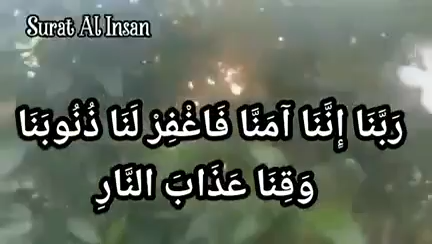 Surat Al Insan
رَبَّنَا إِنَّنَا آمَنَّا فَاغْفِرْ لَنَا ذُنُوبَنَا
وَقِنَا عَذَابَ النَّارِ